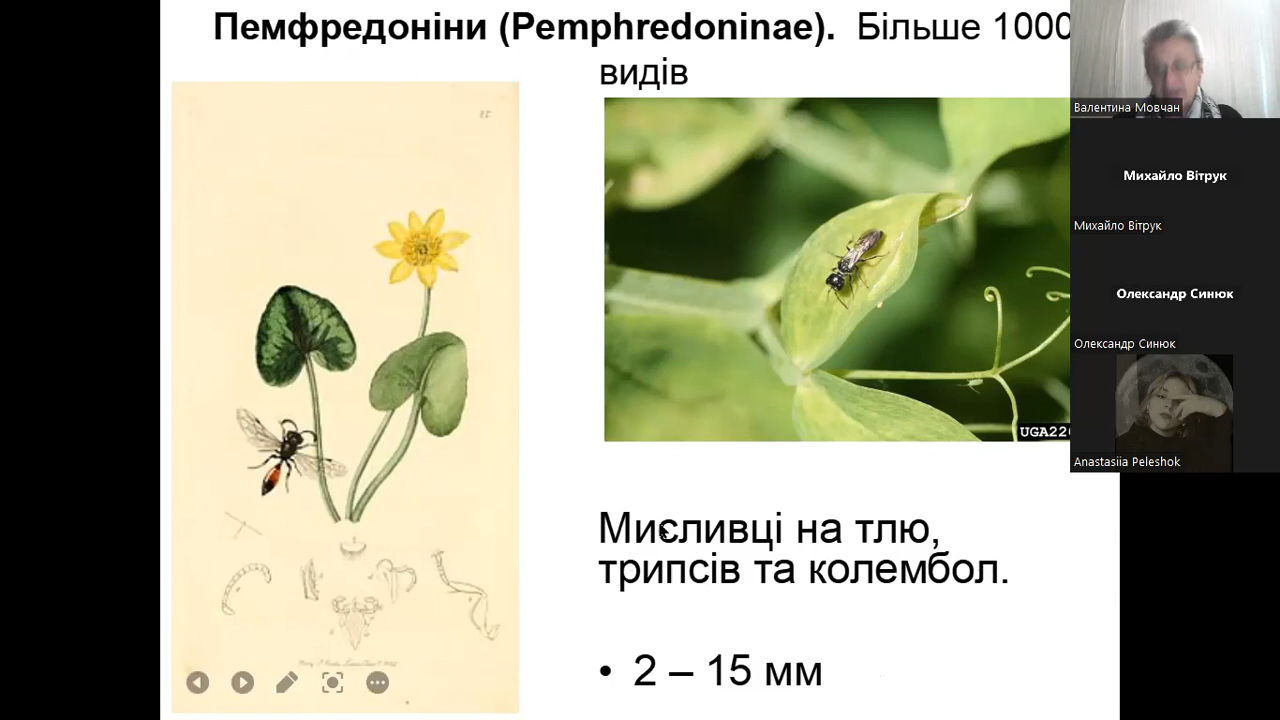 Пемфредоніни (Pemphredoninae). Більше 1000
видів
Валентина Мовчан
Михайло Вітрук
Михайло Вітрук
Олександр Синюк
Олександр Синюк
UGA220
Anastasiia Peleshok
Мисливці на тлю,
трипсів та колембол.
• 2 – 15 мм